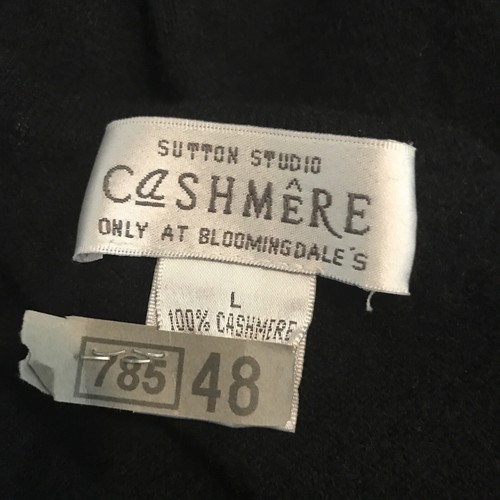 SUTTON STUDIO
CaSHMÊRE
ONLY AT BLOOMINGDALE'S
L
100% CASHMERE
785 48